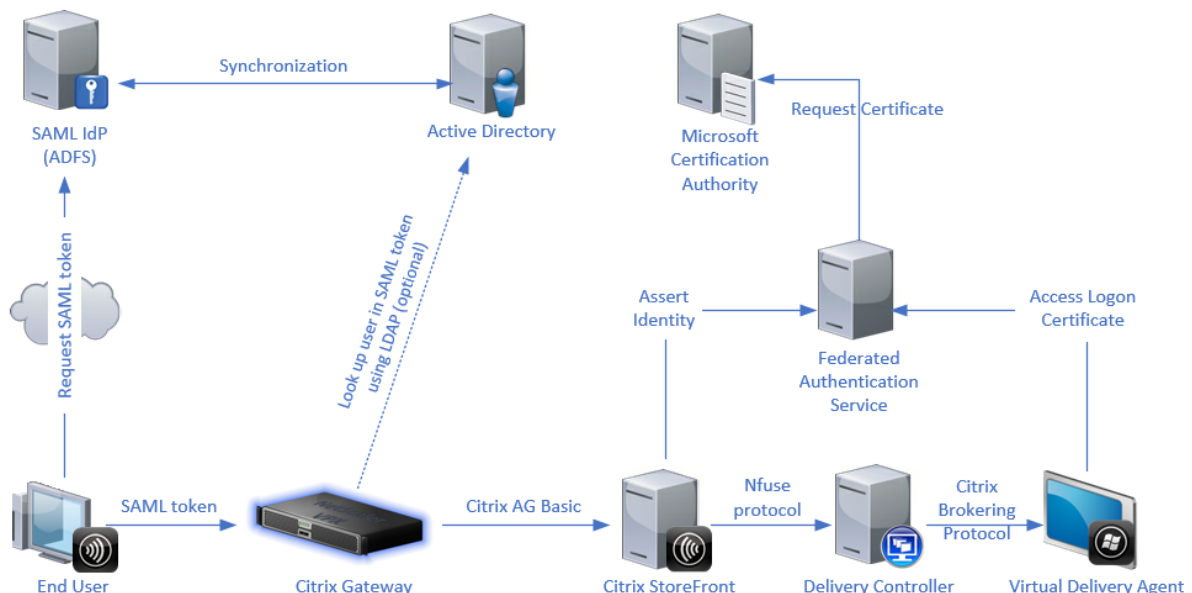 Synchronization
SAML IdP
(ADFS)
Active Directory
Request Certificate
Microsoft
Certification
Authority
Request SAML token
Look up user in SAML token
using LDAP (optional)
Assert
Identity
Access Logon
Certificate
Federated
Authentication
Service
SAML token
Citrix AG Basic
Nfuse
protocol
Citrix
Brokering
Protocol
End User
Citrix Gateway
Citrix StoreFront
Delivery Controller
Virtual Delivery Agent